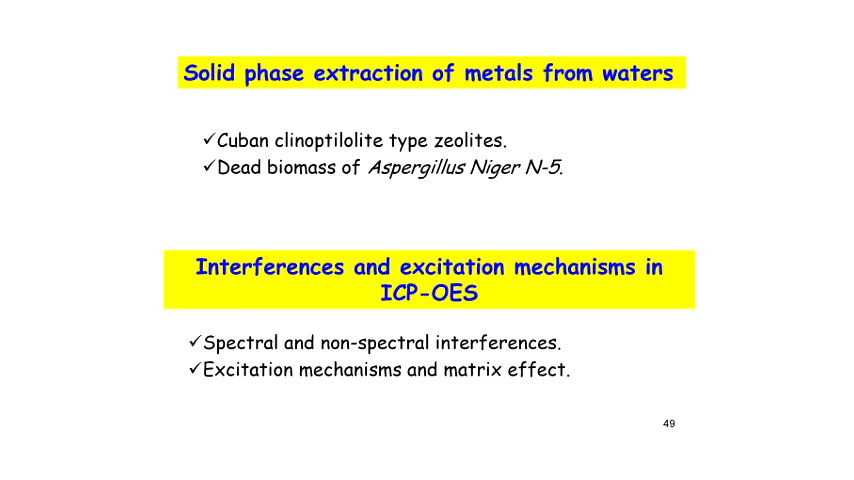 Solid phase extraction of metals from waters
✓Cuban clinoptilolite type zeolites.
✓Dead biomass of Aspergillus Niger N-5.
Interferences and excitation mechanisms in
ICP-OES
✓Spectral and non-spectral interferences.
✓Excitation mechanisms and matrix effect.
49